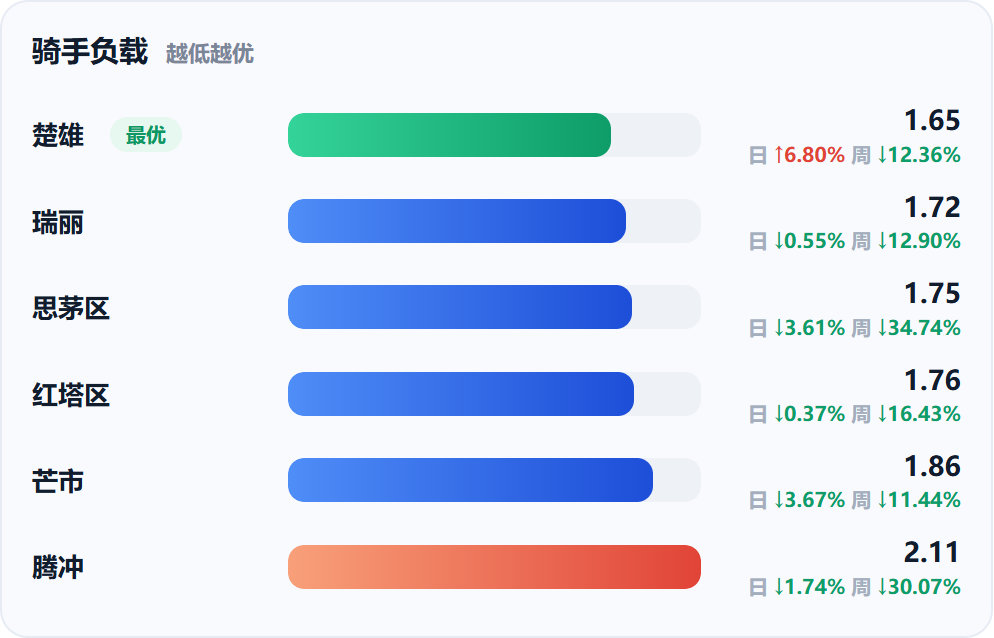 骑手负载 越低越优
楚雄 最优 1.65
日 ↑6.80% 周 ↓12.36%
瑞丽 1.72
日 ↓0.55% 周 ↓12.90%
思茅区 1.75
日 ↓3.61% 周 ↓34.74%
红塔区 1.76
日 ↓0.37% 周 ↓16.43%
芒市 1.86
日 ↓3.67% 周 ↓11.44%
腾冲 2.11
日 ↓1.74% 周 ↓30.07%